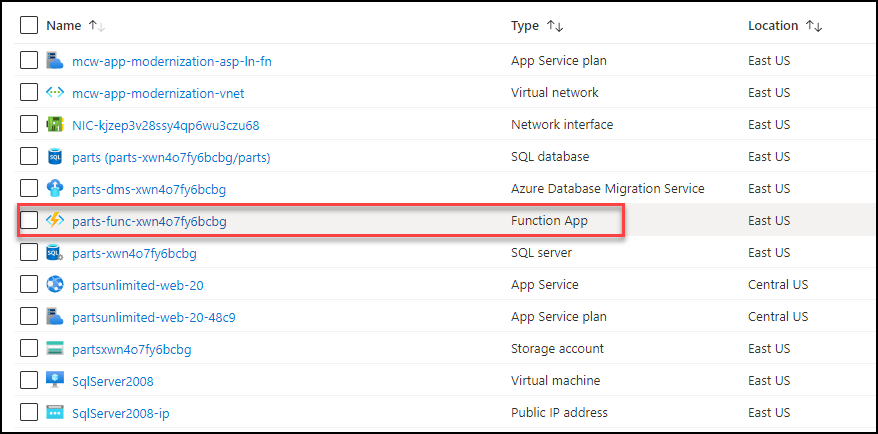 Name Type Location
mcw-app-modernization-asp-ln-fn App Service plan East US
mcw-app-modernization-vnet Virtual network East US
NIC-kjzep3v28ssy4qp6wu3czu68 Network interface East US
SQL parts (parts-xwn4o7fy6bcbg/parts) SQL database East US
parts-dms-xwn4o7fy6bcbg Azure Database Migration Service East US
parts-func-xwn4o7fy6bcbg Function App East US
SQL parts-xwn4o7fy6bcbg SQL server East US
partsunlimited-web-20 App Service Central US
partsunlimited-web-20-48c9 App Service plan Central US
partsxwn4o7fy6bcbg Storage account East US
SqlServer2008 Virtual machine East US
SqlServer2008-ip Public IP address East US